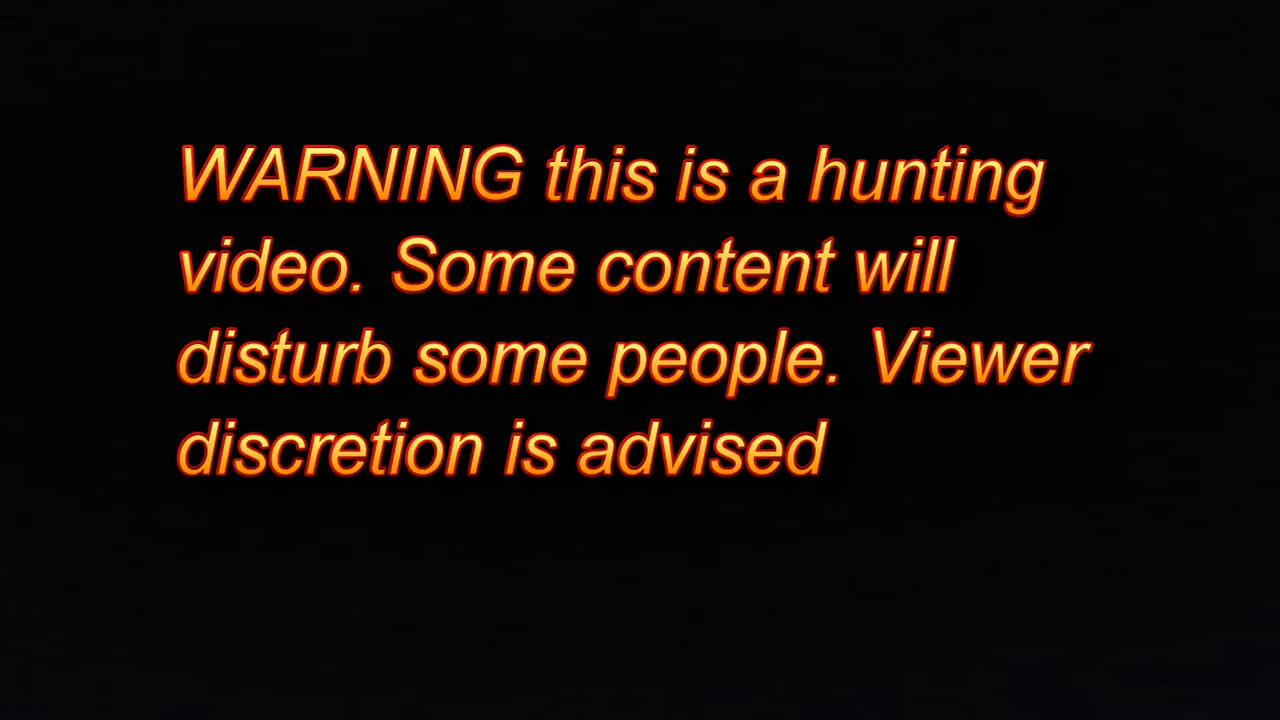 WARNING this is a hunting
video. Some content will
disturb some people. Viewer
discretion is advised